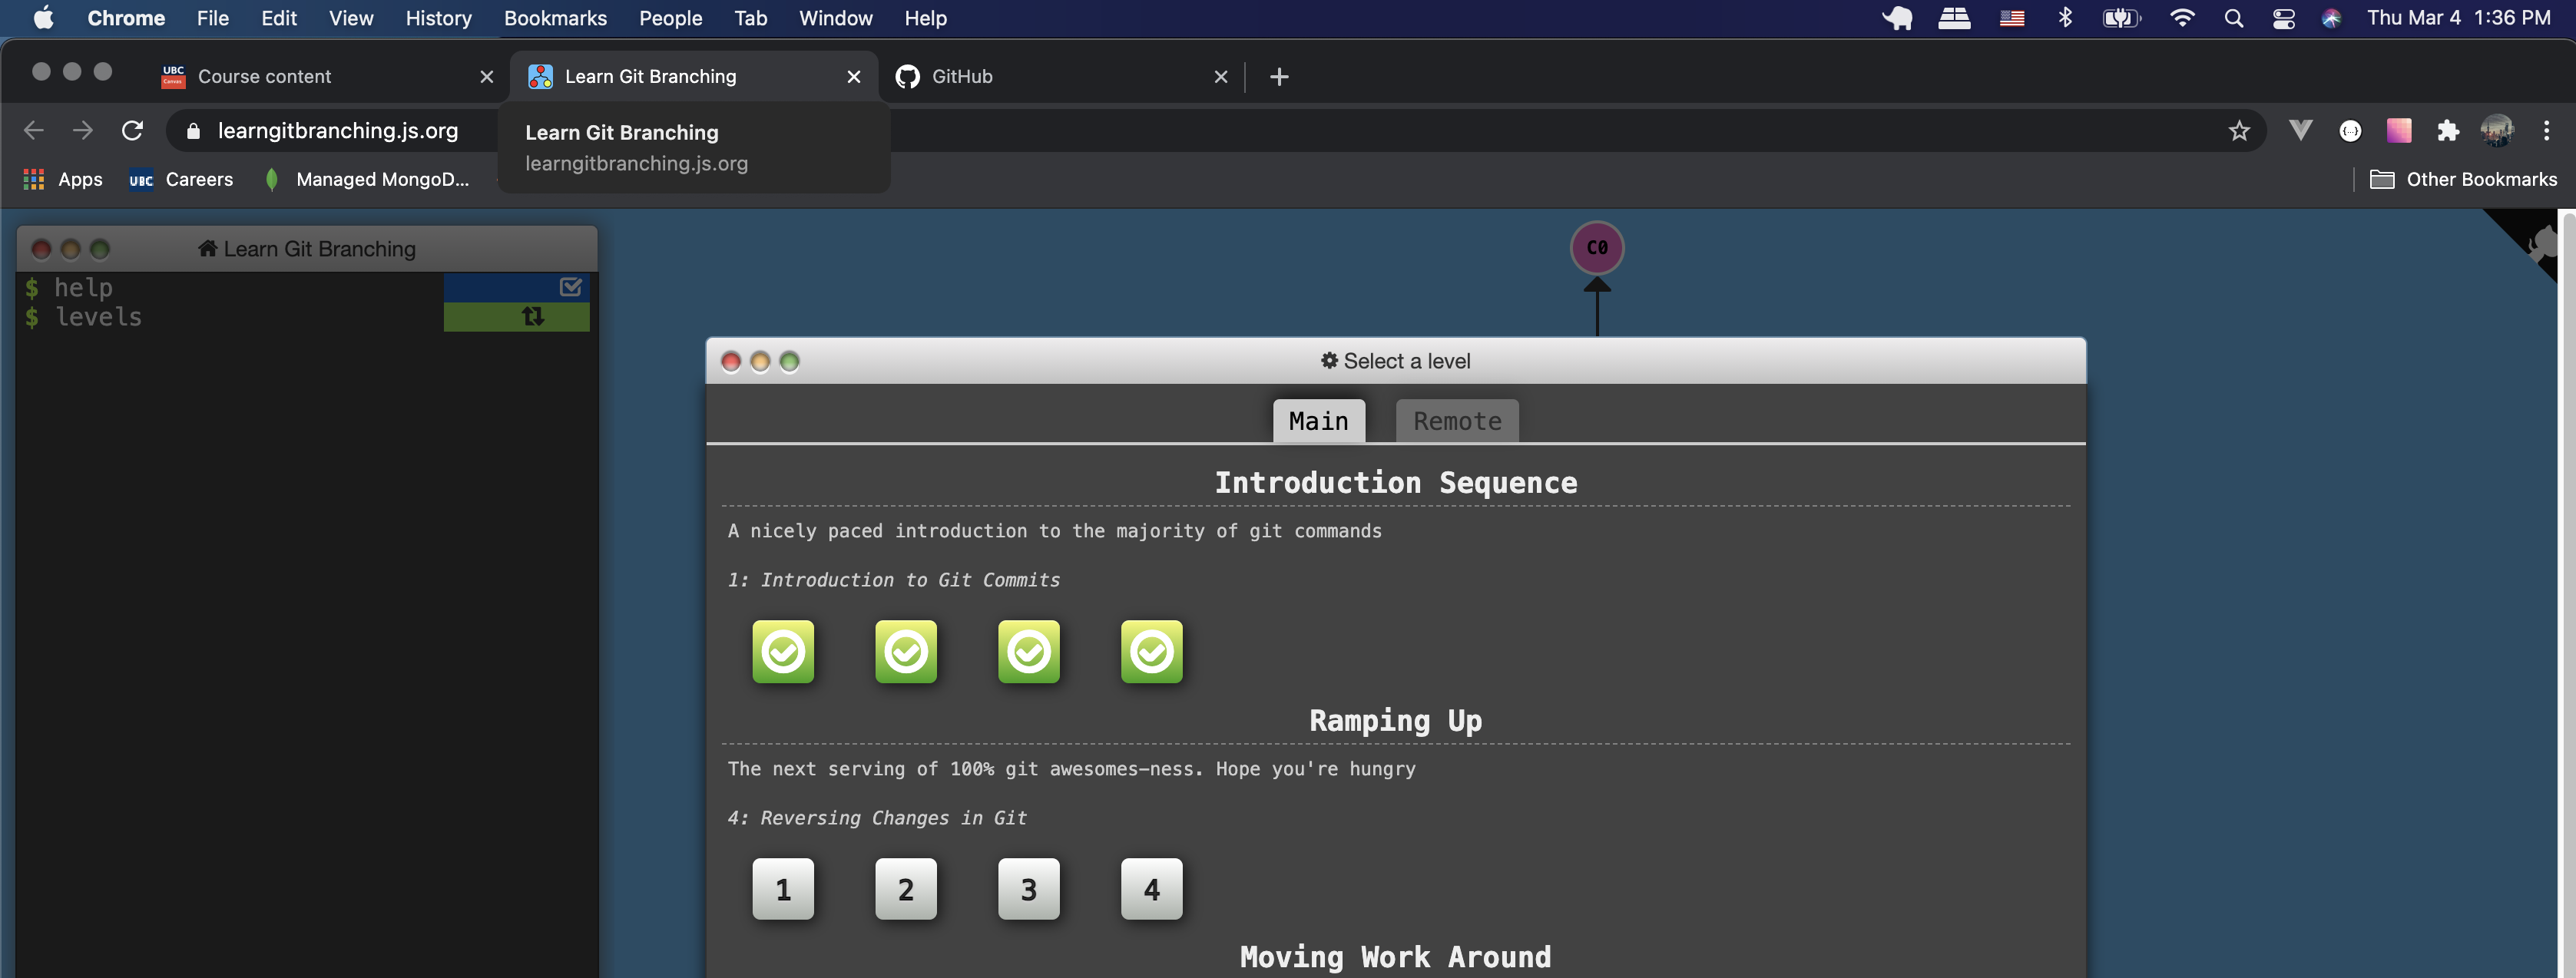 Chrome File Edit View History Bookmarks People Tab Window Help Thu Mar 4 1:36 PM
UBC Canvas Course content Learn Git Branching GitHub
learngitbranching.js.org
Learn Git Branching
learngitbranching.js.org
Apps UBC Careers Managed MongoD... Other Bookmarks
Learn Git Branching
$ help
$ levels
C0
Select a level
Main Remote
Introduction Sequence
A nicely paced introduction to the majority of git commands
1: Introduction to Git Commits
Ramping Up
The next serving of 100% git awesomes-ness. Hope you're hungry
4: Reversing Changes in Git
1 2 3 4
Moving Work Around